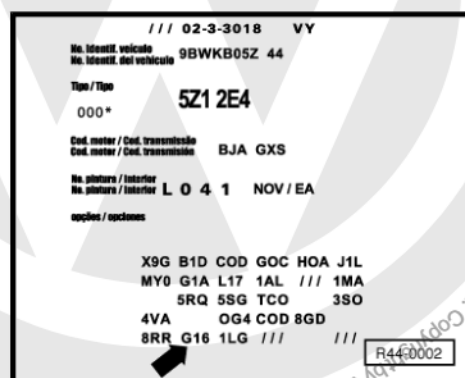 /// 02-3-3018 VY
No. Identif. veículo
No. Identif. del vehiculo 9BWKB05Z 44
Tipo / Tipo
000* 5Z1 2E4
Cod. motor / Cod. transmissão
Cod. motor / Cod. transmisión BJA GXS
No. pintura / Interior
No. pintura / Interior L 0 4 1 NOV / EA
opções / opciones
X9G B1D COD GOC HOA J1L
MY0 G1A L17 1AL /// 1MA
5RQ 5SG TCO 3SO
4VA OG4 COD 8GD
8RR G16 1LG /// ///
R44-0002